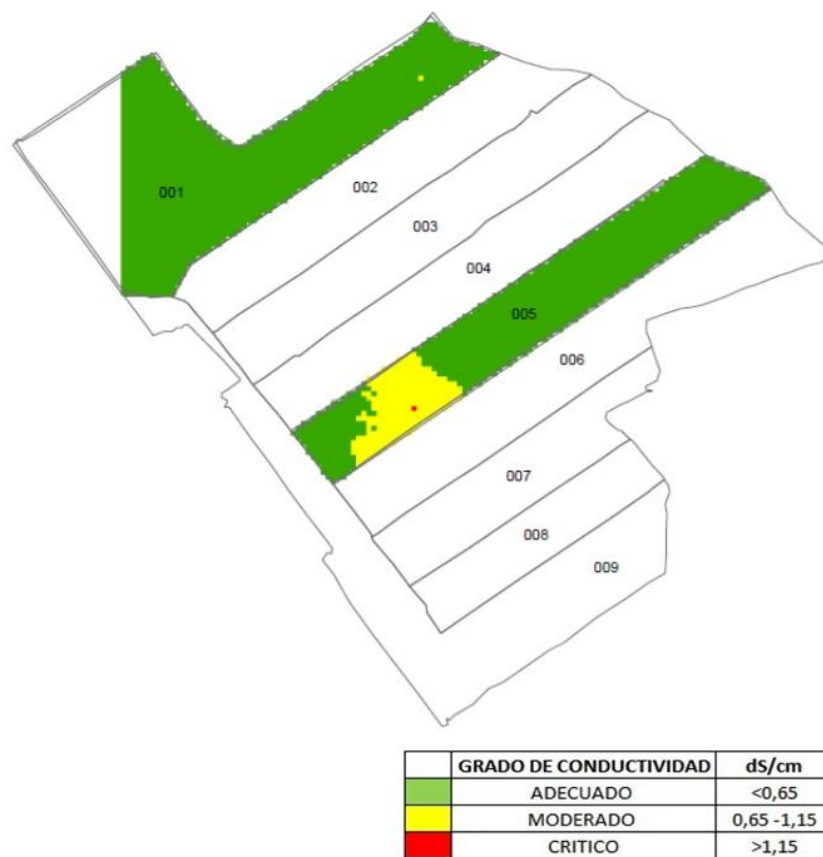 001
002
003
004
005
006
007
008
009
GRADO DE CONDUCTIVIDAD dS/cm
ADECUADO <0,65
MODERADO 0,65 -1,15
CRITICO >1,15